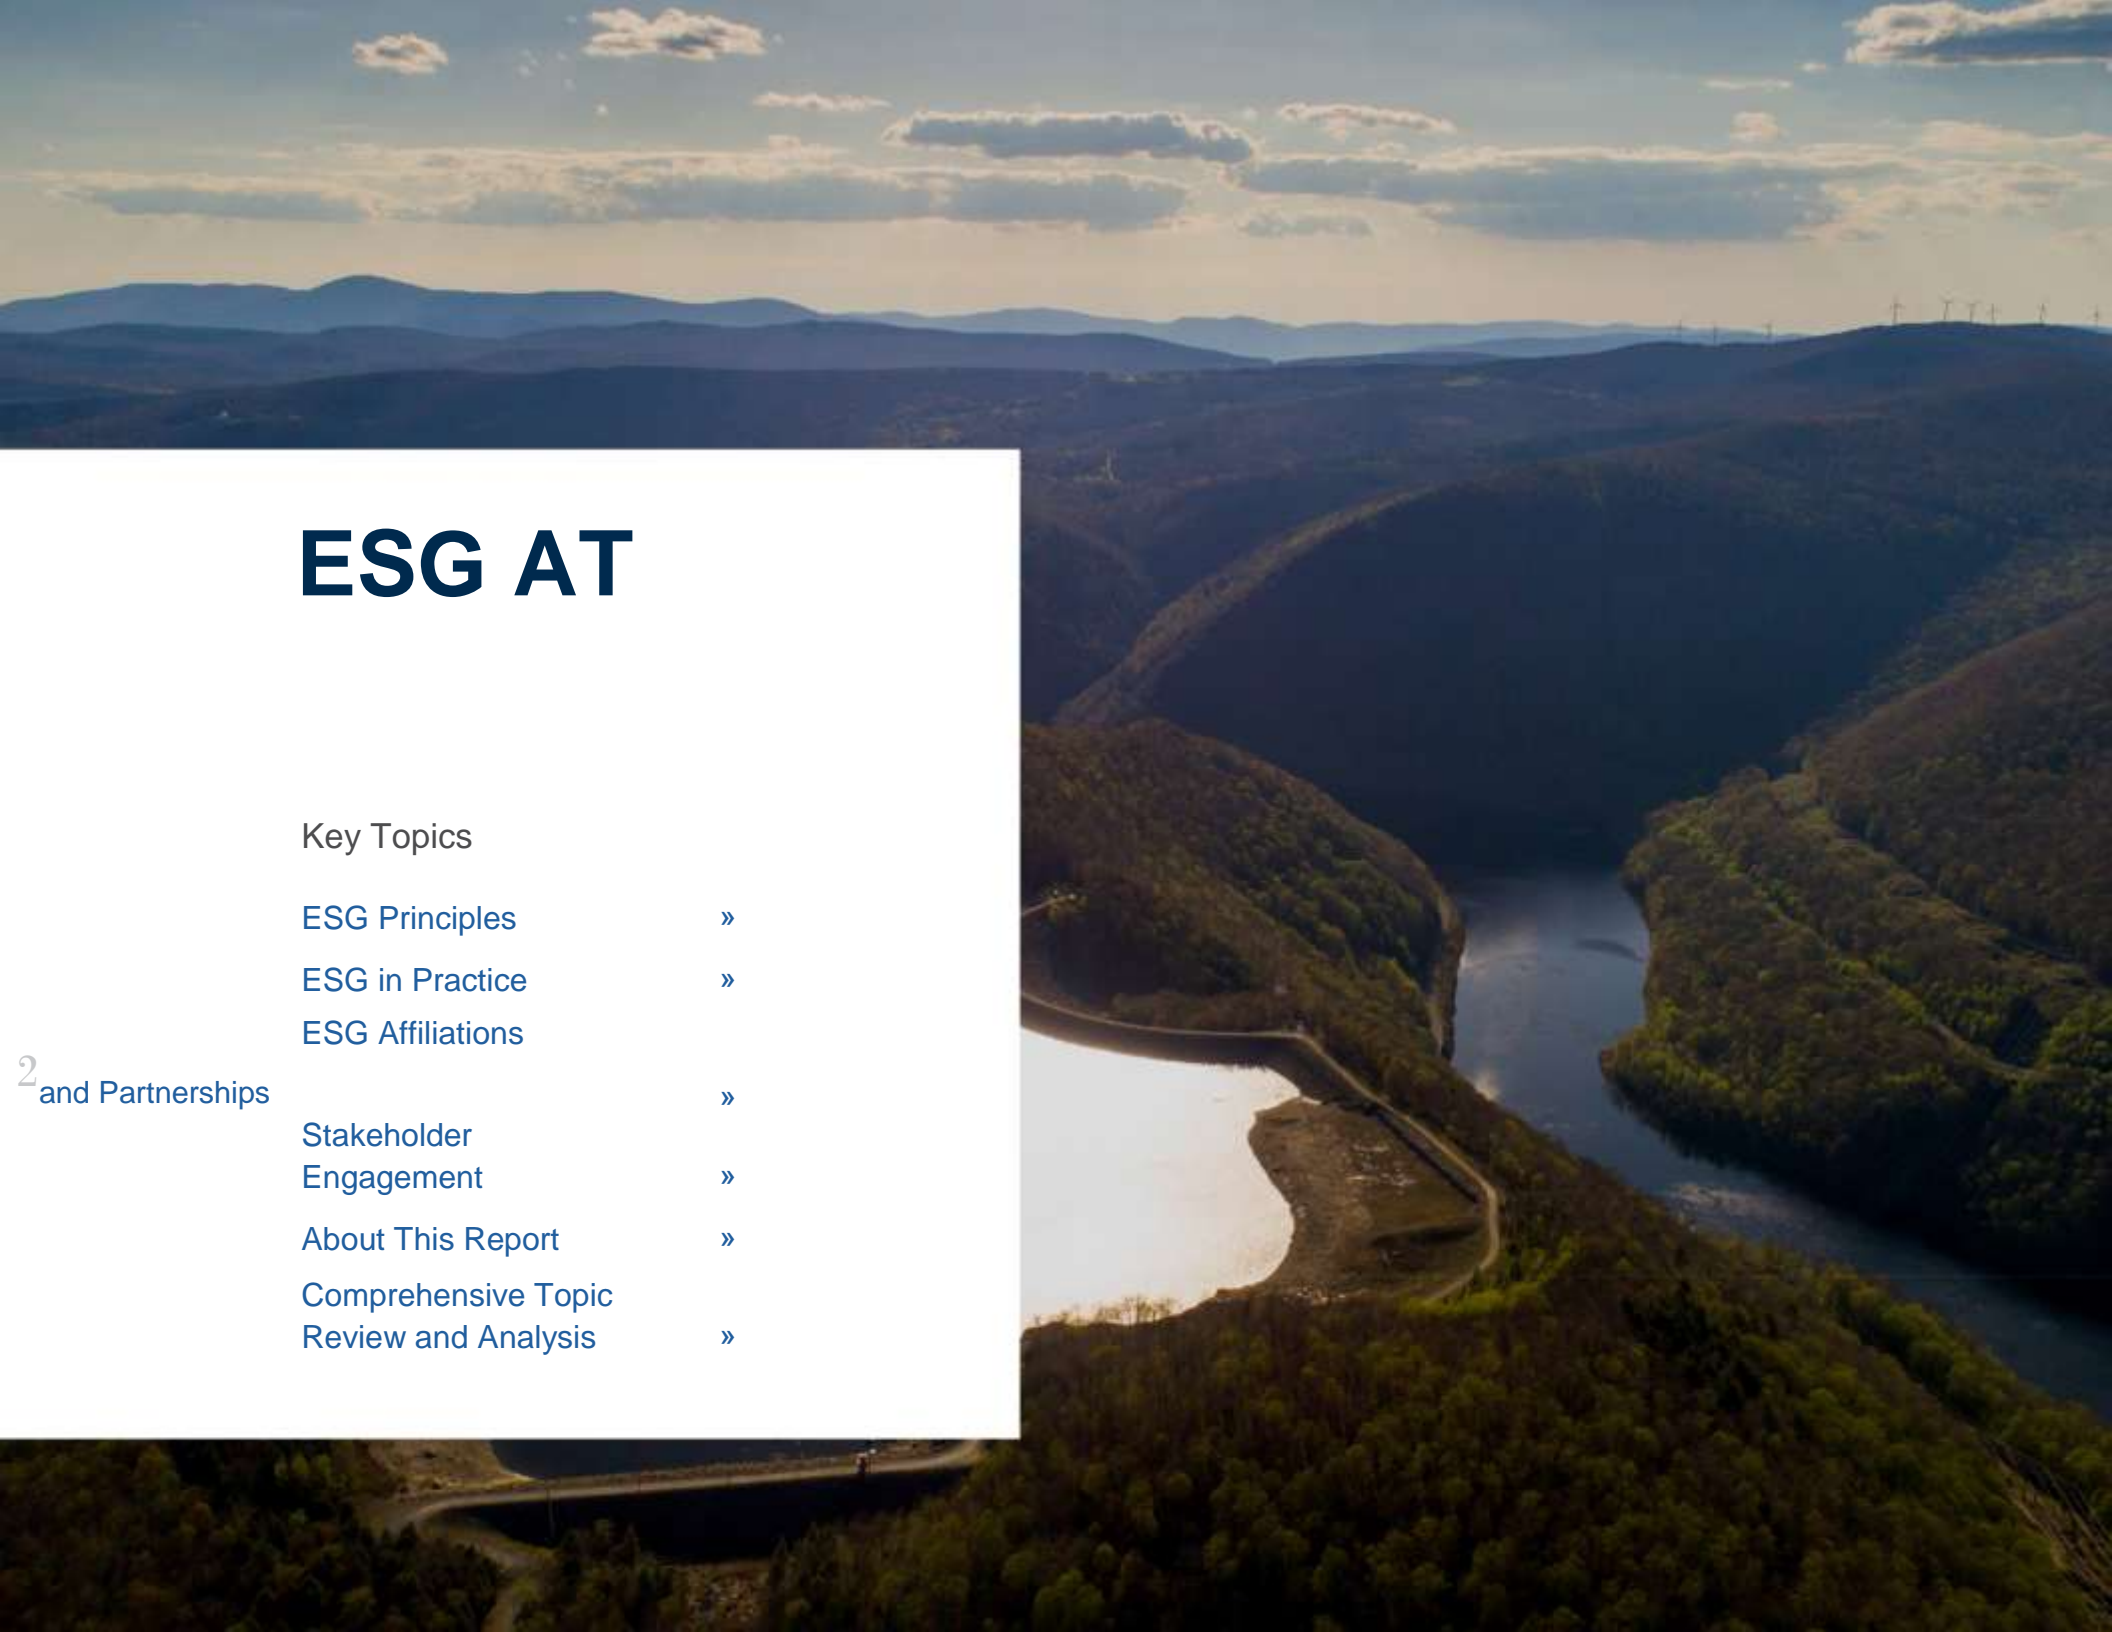 ESG AT
Key Topics
ESG Principles »
ESG in Practice »
ESG Affiliations
2
and Partnerships »
Stakeholder
Engagement »
About This Report »
Comprehensive Topic
Review and Analysis »